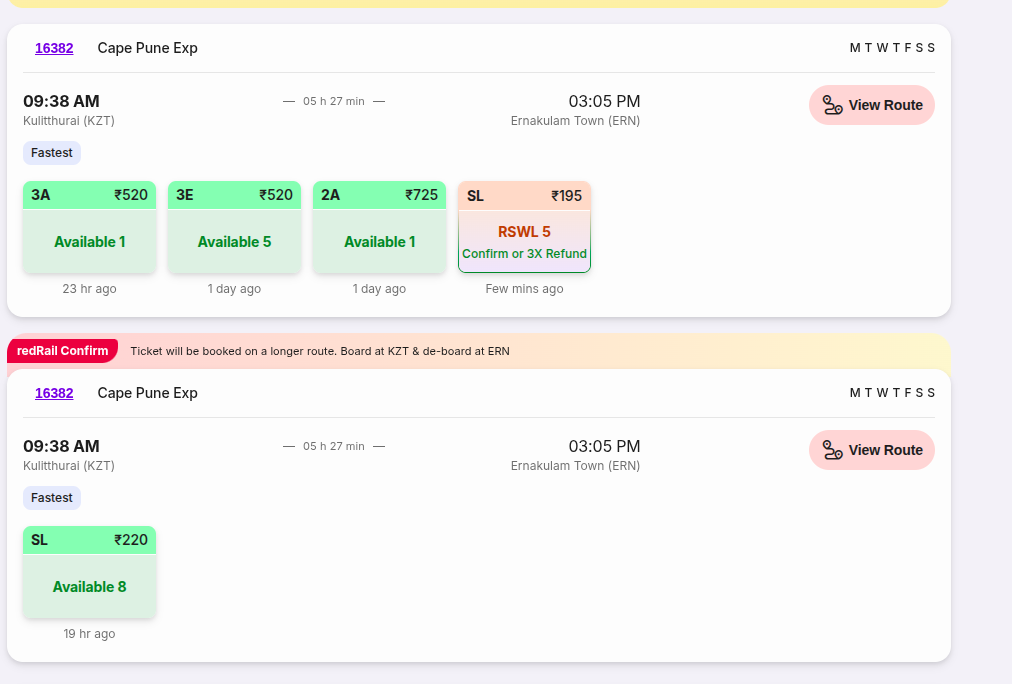 16382 Cape Pune Exp M T W T F S S
09:38 AM — 05 h 27 min — 03:05 PM View Route
Kulitthurai (KZT) Ernakulam Town (ERN)
Fastest
3A ₹520 3E ₹520 2A ₹725 SL ₹195
Available 1 Available 5 Available 1 RSWL 5
Confirm or 3X Refund
23 hr ago 1 day ago 1 day ago Few mins ago
redRail Confirm Ticket will be booked on a longer route. Board at KZT & de-board at ERN
16382 Cape Pune Exp M T W T F S S
09:38 AM — 05 h 27 min — 03:05 PM View Route
Kulitthurai (KZT) Ernakulam Town (ERN)
Fastest
SL ₹220
Available 8
19 hr ago